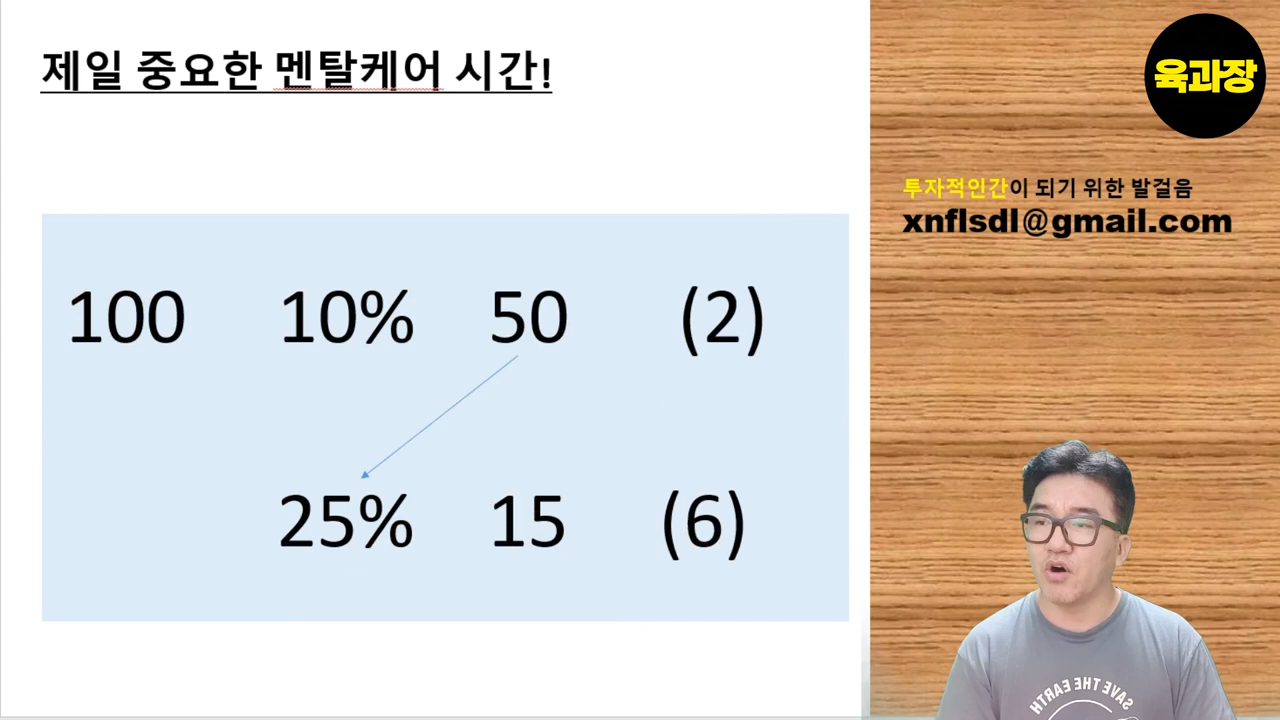 제일 중요한 멘탈케어 시간!
육과장
투자적인간이 되기 위한 발걸음
xnflsdl@gmail.com
100 10% 50 (2)
25% 15 (6)
SAVE THE EARTH